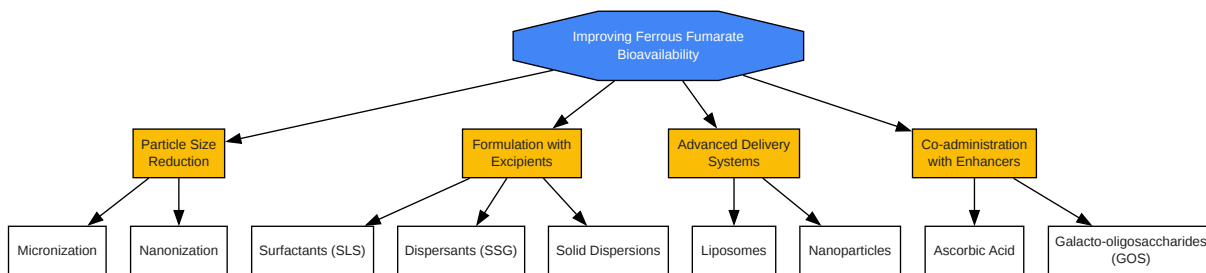 Improving Ferrous Fumarate
Bioavailability
Particle Size
Reduction
Formulation with
Excipients
Advanced Delivery
Systems
Co-administration
with Enhancers
Micronization
Nanonization
Surfactants (SLS)
Dispersants (SSG)
Solid Dispersions
Liposomes
Nanoparticles
Ascorbic Acid
Galacto-oligosaccharides
(GOS)